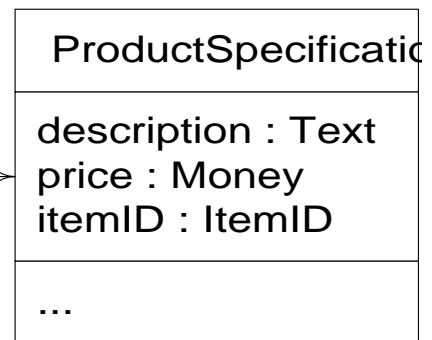 ProductSpecificatio
description : Text
price : Money
itemID : ItemID
...